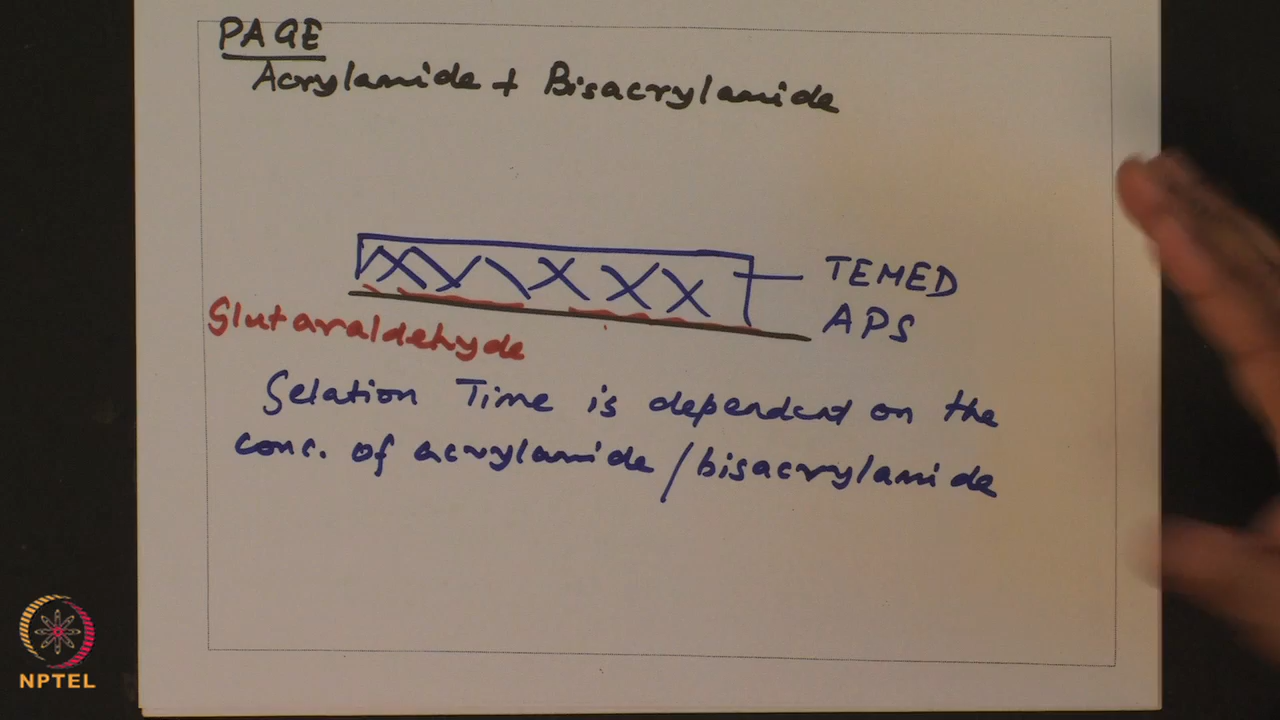 PAGE
Acrylamide + Bisacrylamide
TEMED
APS
Glutaraldehyde
Gelation Time is dependent on the
conc. of acrylamide/bisacrylamide
NPTEL